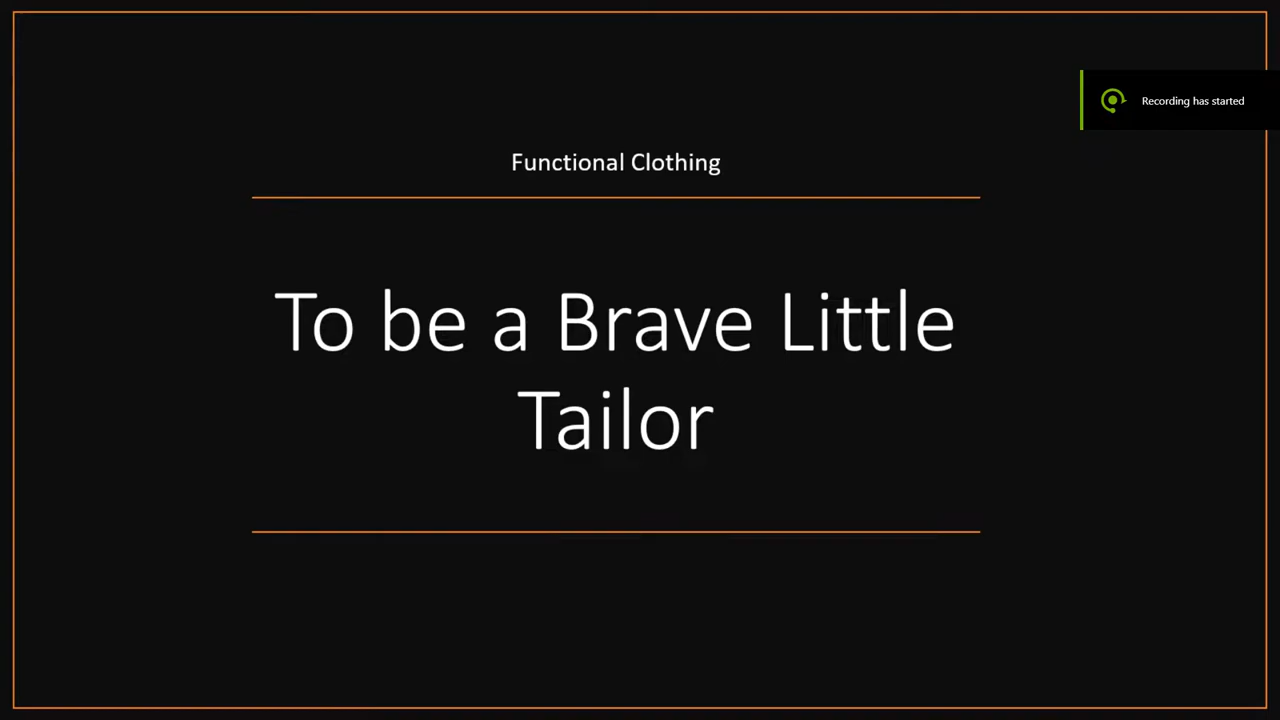 Recording has started
Functional Clothing
To be a Brave Little
Tailor